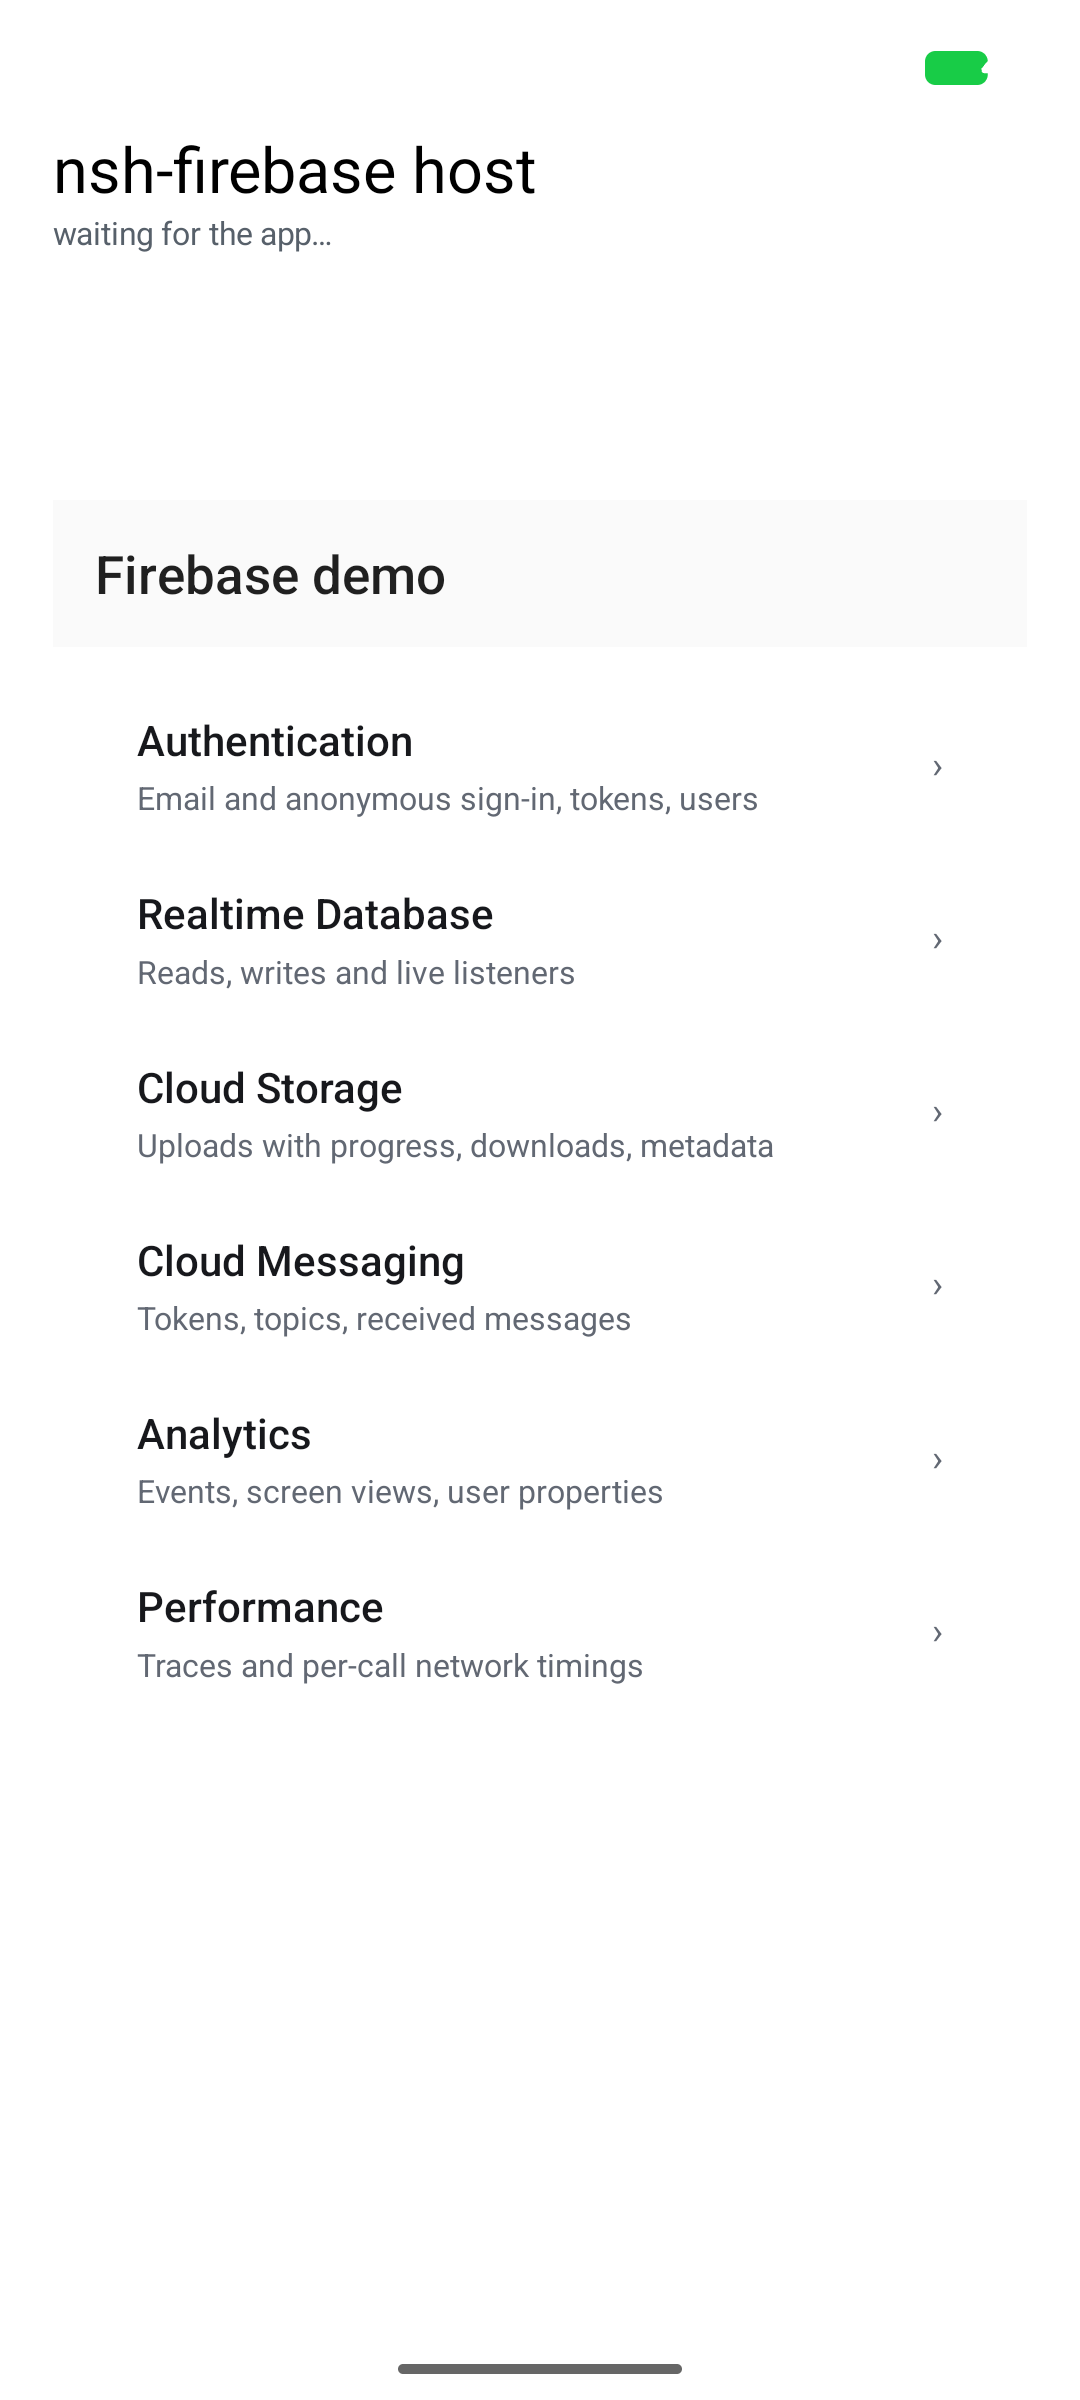 nsh-firebase host
waiting for the app…
Firebase demo
Authentication
Email and anonymous sign-in, tokens, users
›
Realtime Database
Reads, writes and live listeners
›
Cloud Storage
Uploads with progress, downloads, metadata
›
Cloud Messaging
Tokens, topics, received messages
›
Analytics
Events, screen views, user properties
›
Performance
Traces and per-call network timings
›